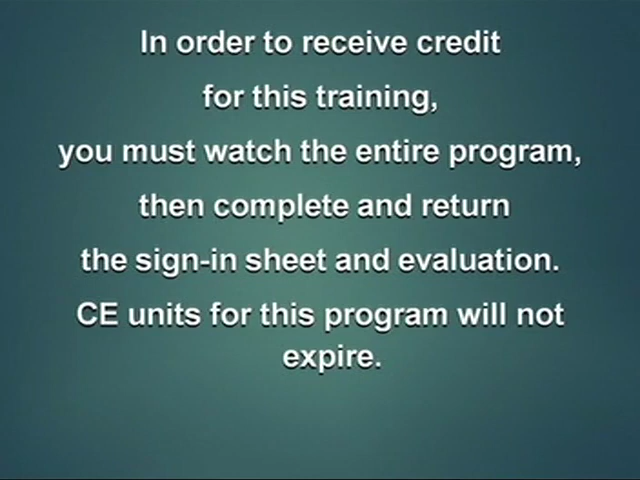 In order to receive credit
for this training,
you must watch the entire program,
then complete and return
the sign-in sheet and evaluation.
CE units for this program will not
expire.